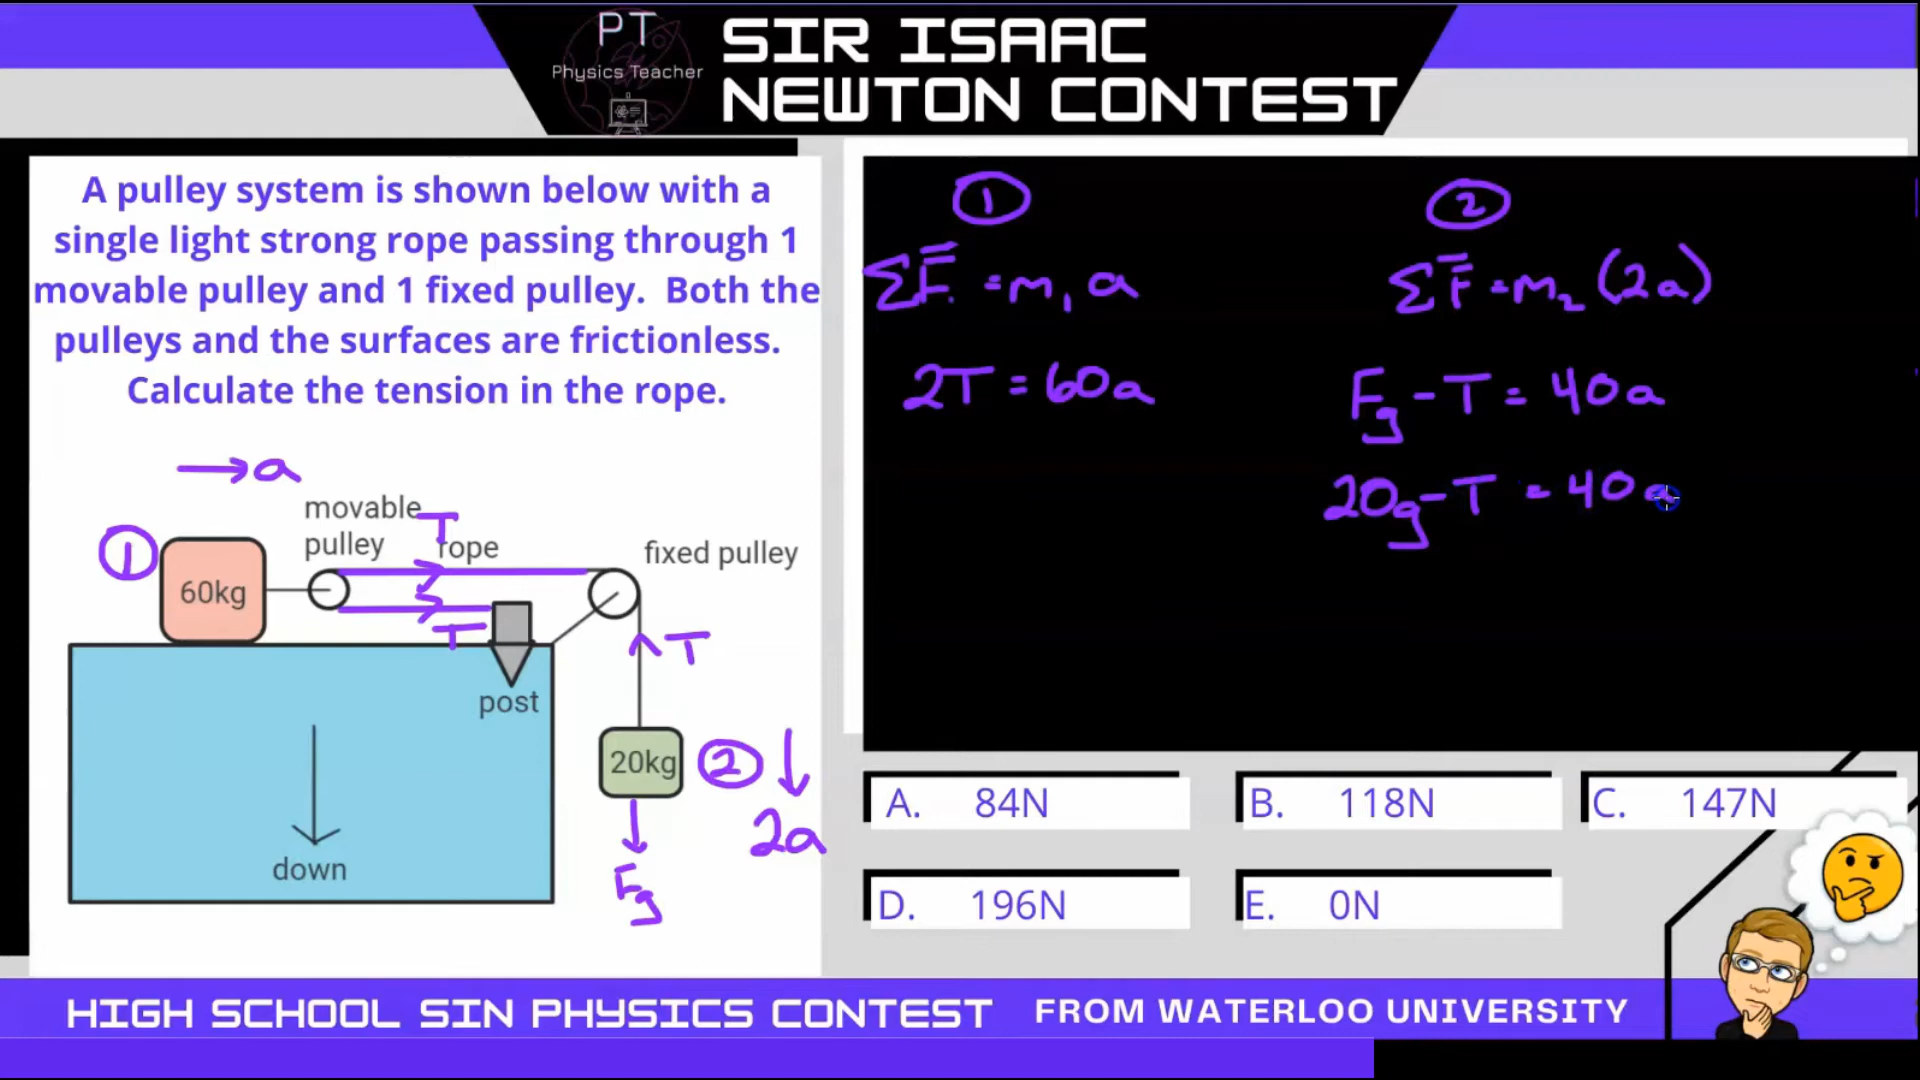 PT
Physics Teacher
SIR ISAAC
NEWTON CONTEST
A pulley system is shown below with a
single light strong rope passing through 1
movable pulley and 1 fixed pulley. Both the
pulleys and the surfaces are frictionless.
Calculate the tension in the rope.
→a
movable
pulley
T
rope
fixed pulley
1
60kg
T
T
post
20kg
2
2a
Fg
down
1
ΣF = m₁ a
2T = 60a
2
ΣF = m₂ (2a)
Fg - T = 40a
20g - T = 40a
A. 84N
B. 118N
C. 147N
D. 196N
E. 0N
HIGH SCHOOL SIN PHYSICS CONTEST FROM WATERLOO UNIVERSITY